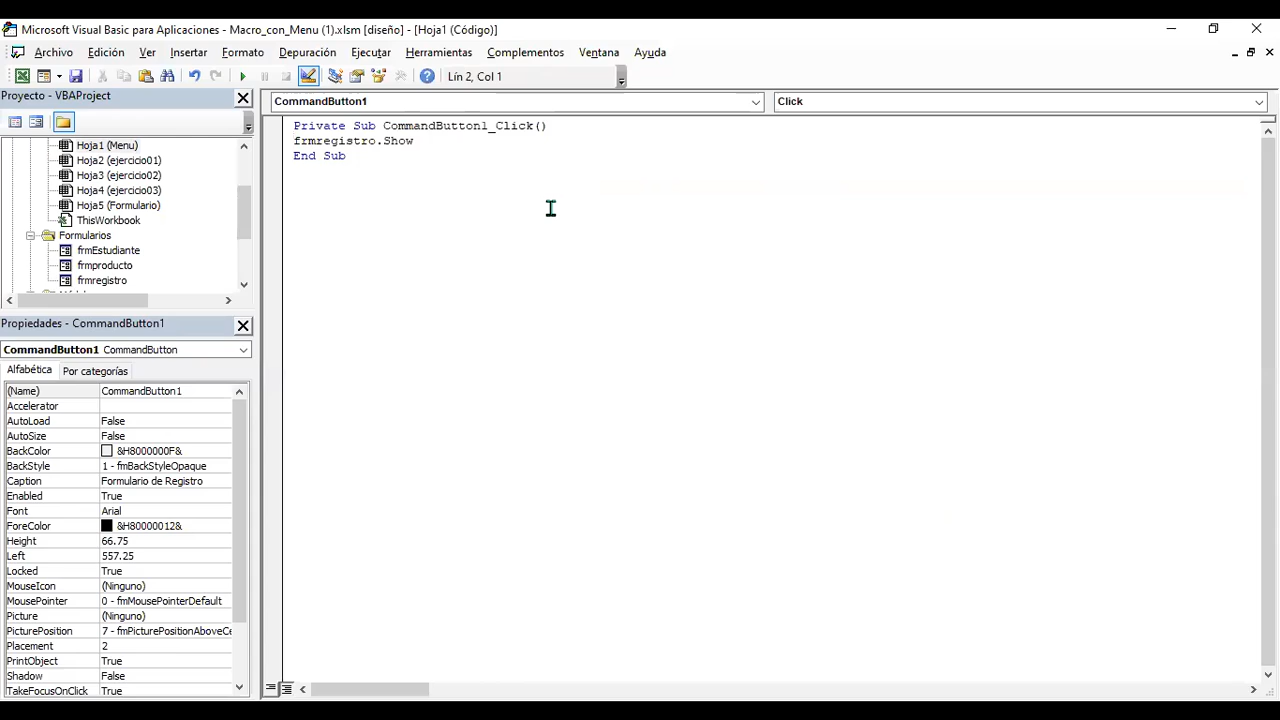 Microsoft Visual Basic para Aplicaciones - Macro_con_Menu (1).xlsm [diseño] - [Hoja1 (Código)]
Archivo Edición Ver Insertar Formato Depuración Ejecutar Herramientas Complementos Ventana Ayuda
Lín 2, Col 1
Proyecto - VBAProject
Hoja1 (Menu)
Hoja2 (ejercicio01)
Hoja3 (ejercicio02)
Hoja4 (ejercicio03)
Hoja5 (Formulario)
ThisWorkbook
Formularios
frmEstudiante
frmproducto
frmregistro
Propiedades - CommandButton1
CommandButton1 CommandButton
Alfabética Por categorías
(Name) CommandButton1
Accelerator
AutoLoad False
AutoSize False
BackColor &H8000000F&
BackStyle 1 - fmBackStyleOpaque
Caption Formulario de Registro
Enabled True
Font Arial
ForeColor &H80000012&
Height 66.75
Left 557.25
Locked True
MouseIcon (Ninguno)
MousePointer 0 - fmMousePointerDefault
Picture (Ninguno)
PicturePosition 7 - fmPicturePositionAboveCe
Placement 2
PrintObject True
Shadow False
TakeFocusOnClick True
CommandButton1 Click
Private Sub CommandButton1_Click()
frmregistro.Show
End Sub